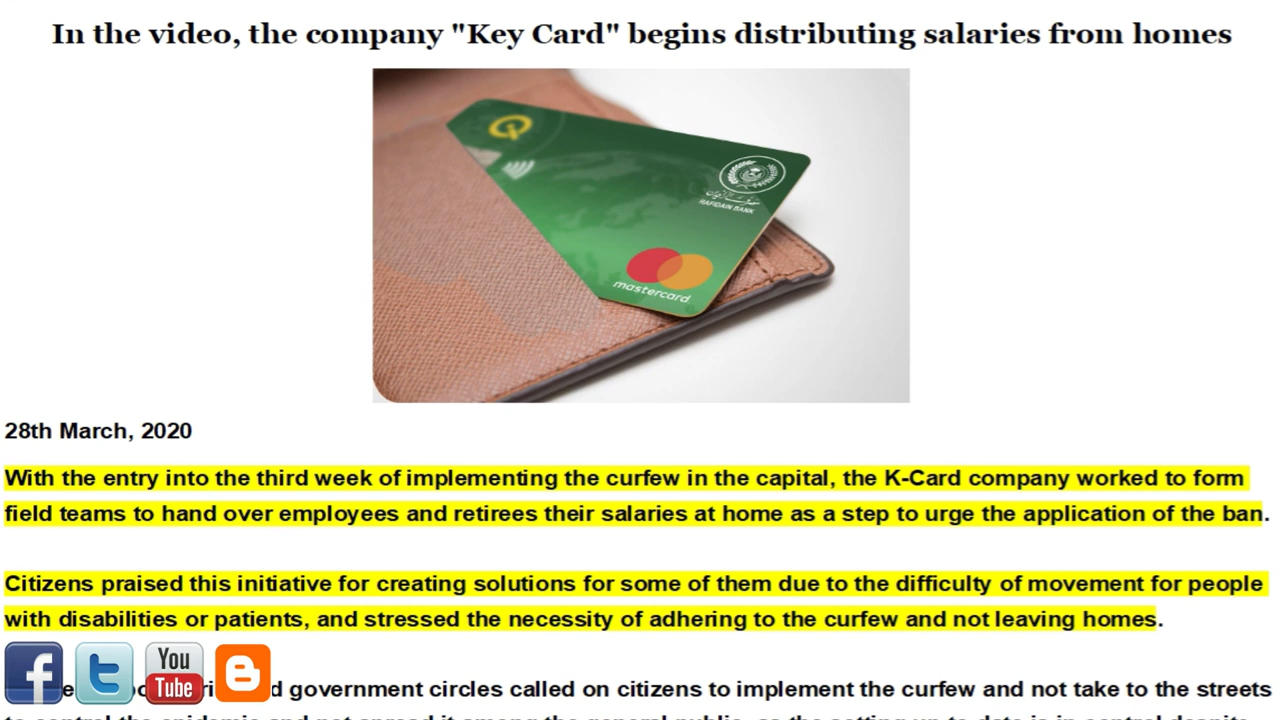 In the video, the company "Key Card" begins distributing salaries from homes
RAFIDAIN BANK
mastercard
28th March, 2020
With the entry into the third week of implementing the curfew in the capital, the K-Card company worked to form
field teams to hand over employees and retirees their salaries at home as a step to urge the application of the ban.
Citizens praised this initiative for creating solutions for some of them due to the difficulty of movement for people
with disabilities or patients, and stressed the necessity of adhering to the curfew and not leaving homes.
You
Tube
government circles called on citizens to implement the curfew and not take to the streets